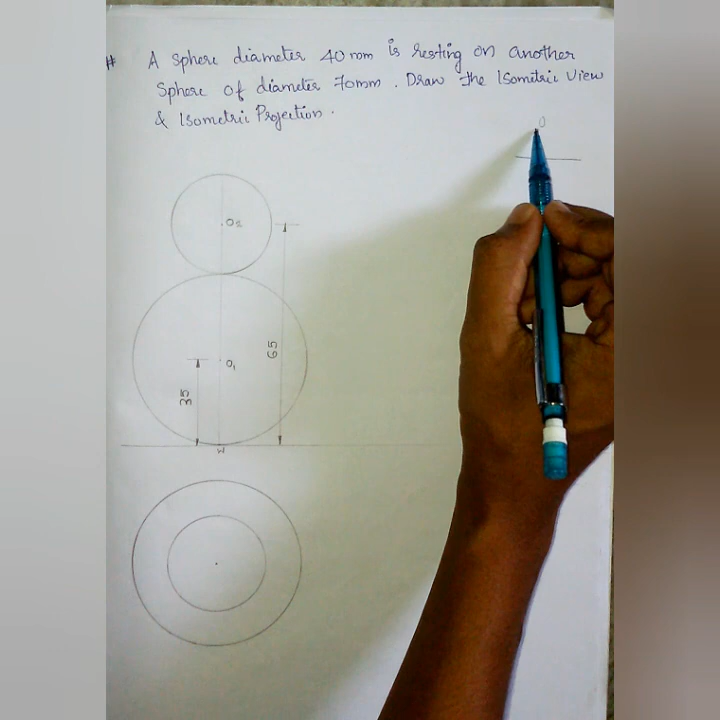 # A sphere diameter 40 mm is resting on another
Sphere of diameter 70mm . Draw the Isometric View
& Isometric Projection .
O
O₂
65
O₁
35
M